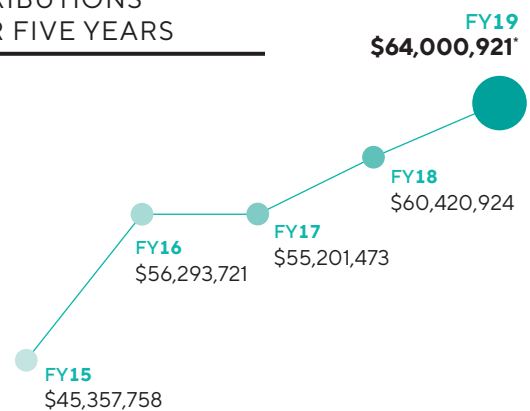 FIVE YEARS
FY19
$64,000,921*
FY18
$60,420,924
FY17
$55,201,473
FY16
$56,293,721
FY15
$45,357,758